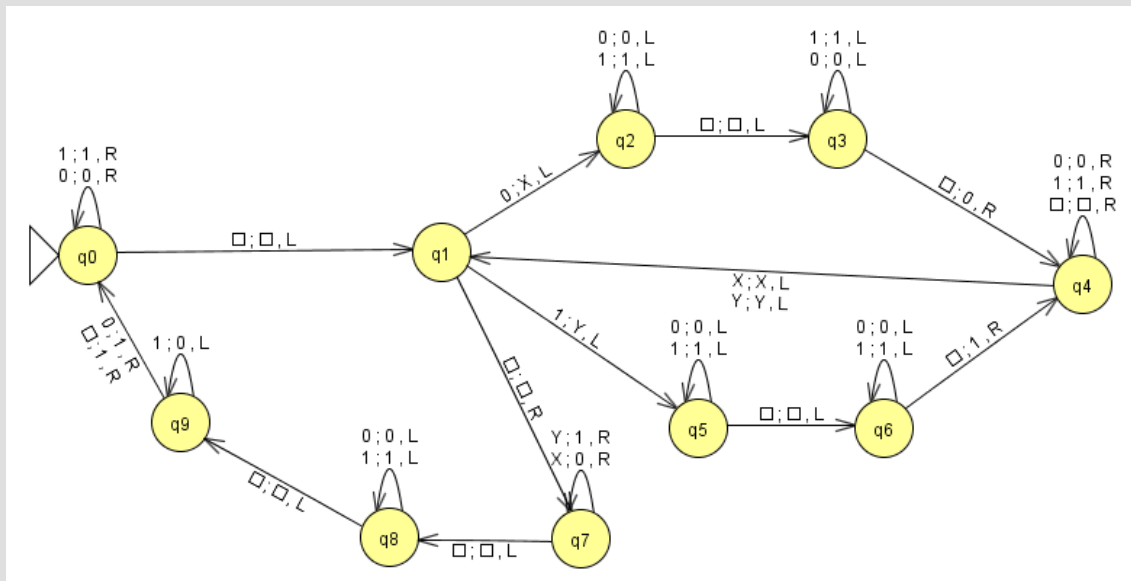 0 ; 0 , L
1 ; 1 , L
1 ; 1 , L
0 ; 0 , L
□ ; □ , L
q2
q3
1 ; 1 , R
0 ; 0 , R
0 ; X , L
□ ; 0 , R
0 ; 0 , R
1 ; 1 , R
□ ; □ , R
q0
□ ; □ , L
q1
q4
X ; X , L
Y ; Y , L
1 ; Y , L
0 ; 0 , L
1 ; 1 , L
0 ; 0 , L
1 ; 1 , L
□ ; 1 , R
0 ; 1 , R
□ ; 1 , R
1 ; 0 , L
□ ; □ , R
q9
q5
□ ; □ , L
q6
0 ; 0 , L
1 ; 1 , L
Y ; 1 , R
X ; 0 , R
□ ; □ , L
q8
□ ; □ , L
q7